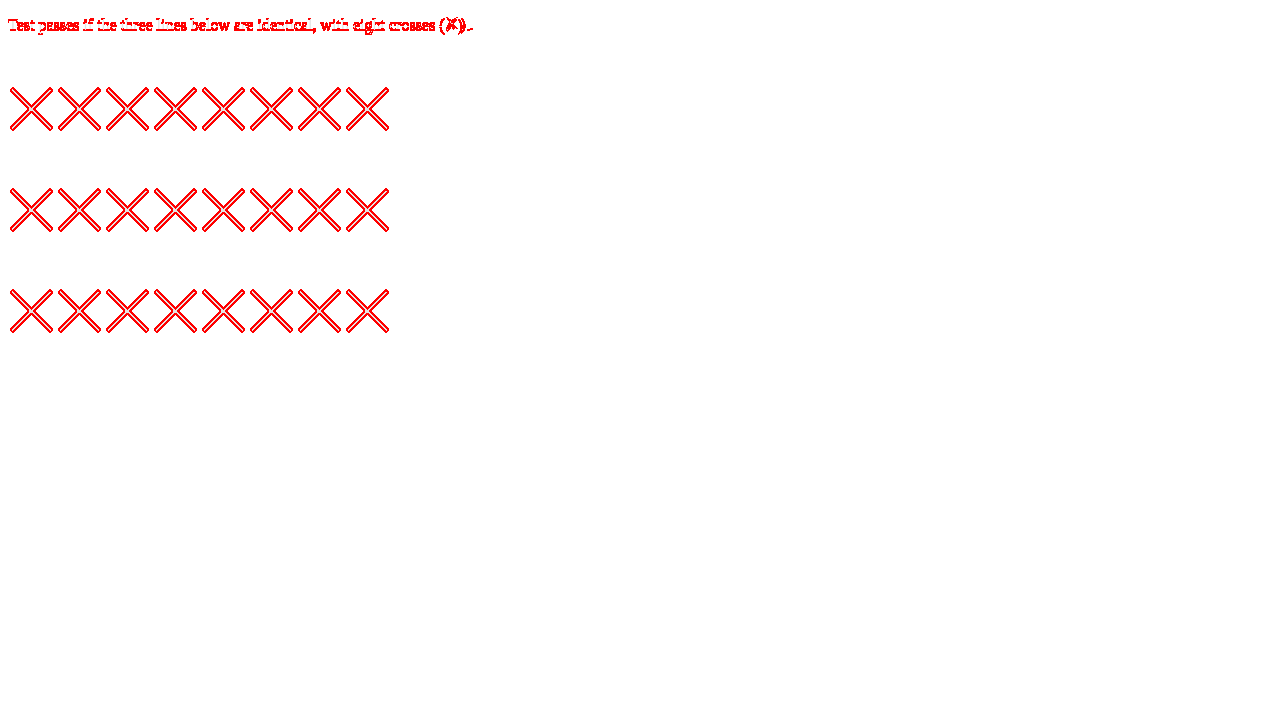 Test passes if the three lines below are identical, with eight crosses (✗).
✗✗✗✗✗✗✗✗
✗✗✗✗✗✗✗✗
✗✗✗✗✗✗✗✗